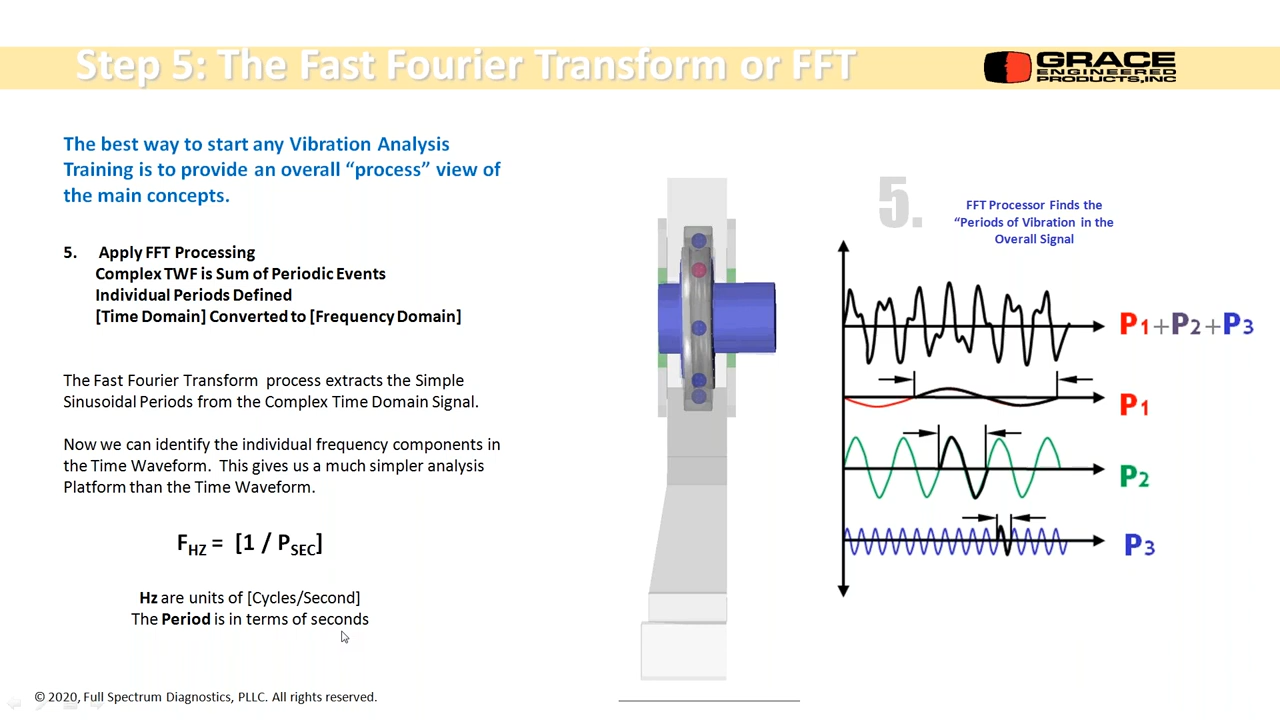 Step 5: The Fast Fourier Transform or FFT
GRACE
ENGINEERED
PRODUCTS,INC
The best way to start any Vibration Analysis
Training is to provide an overall “process” view of
the main concepts.
5. Apply FFT Processing
Complex TWF is Sum of Periodic Events
Individual Periods Defined
[Time Domain] Converted to [Frequency Domain]
The Fast Fourier Transform process extracts the Simple
Sinusoidal Periods from the Complex Time Domain Signal.
Now we can identify the individual frequency components in
the Time Waveform. This gives us a much simpler analysis
Platform than the Time Waveform.
FHZ = [1 / PSEC]
Hz are units of [Cycles/Second]
The Period is in terms of seconds
5.
FFT Processor Finds the
“Periods of Vibration in the
Overall Signal
P1+P2+P3
P1
P2
P3
© 2020, Full Spectrum Diagnostics, PLLC. All rights reserved.